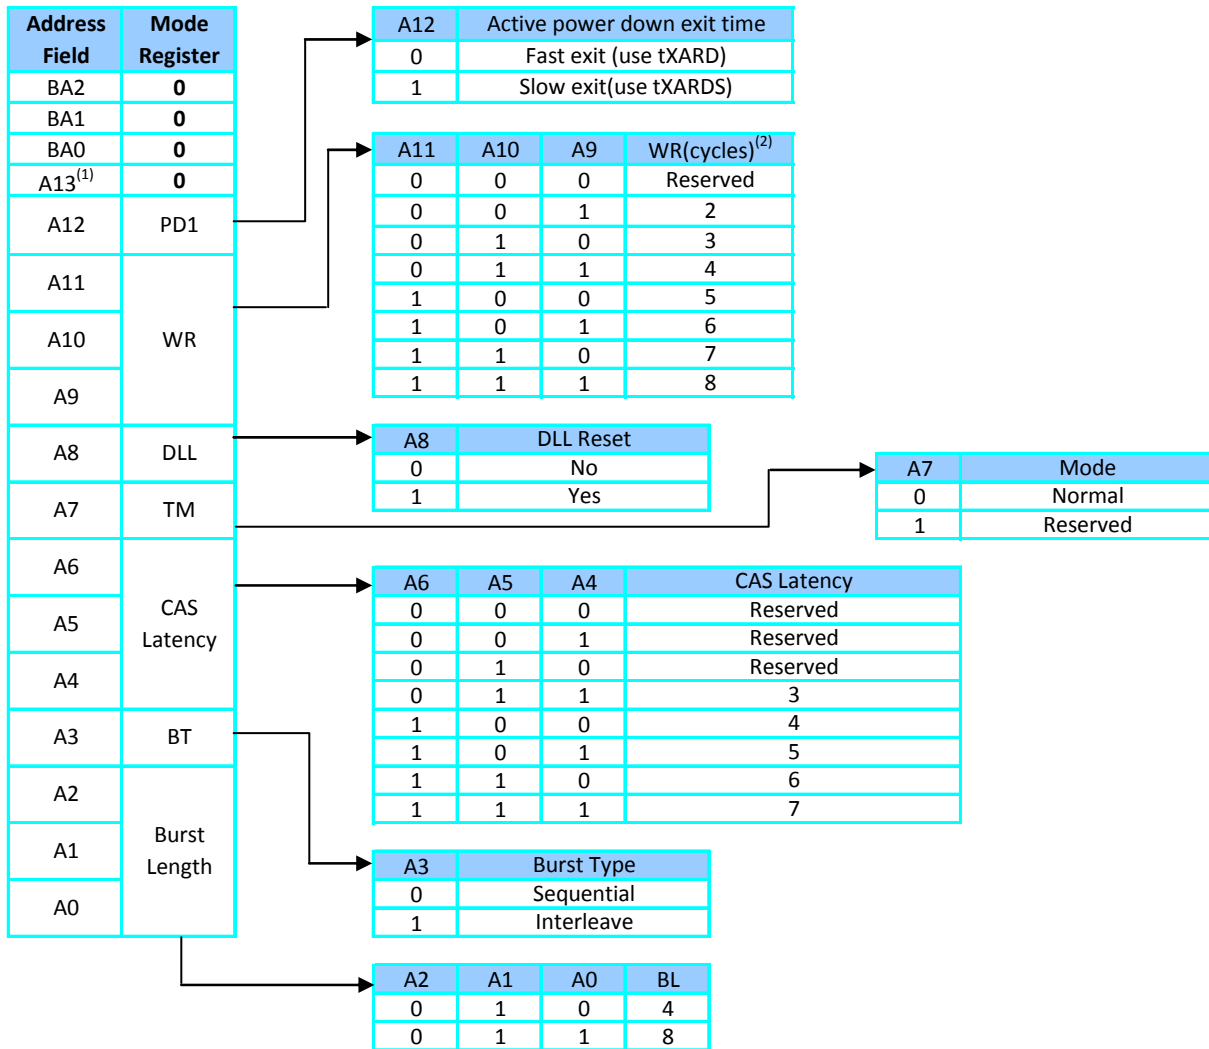 Address Field Mode Register
BA2 0
BA1 0
BA0 0
A13(1) 0
A12 PD1
A11
A10 WR
A9
A8 DLL
A7 TM
A6
A5 CAS Latency
A4
A3 BT
A2
A1 Burst Length
A0
A12 Active power down exit time
0 Fast exit (use tXARD)
1 Slow exit(use tXARDS)
A11 A10 A9 WR(cycles)(2)
0 0 0 Reserved
0 0 1 2
0 1 0 3
0 1 1 4
1 0 0 5
1 0 1 6
1 1 0 7
1 1 1 8
A8 DLL Reset
0 No
1 Yes
A7 Mode
0 Normal
1 Reserved
A6 A5 A4 CAS Latency
0 0 0 Reserved
0 0 1 Reserved
0 1 0 Reserved
0 1 1 3
1 0 0 4
1 0 1 5
1 1 0 6
1 1 1 7
A3 Burst Type
0 Sequential
1 Interleave
A2 A1 A0 BL
0 1 0 4
0 1 1 8